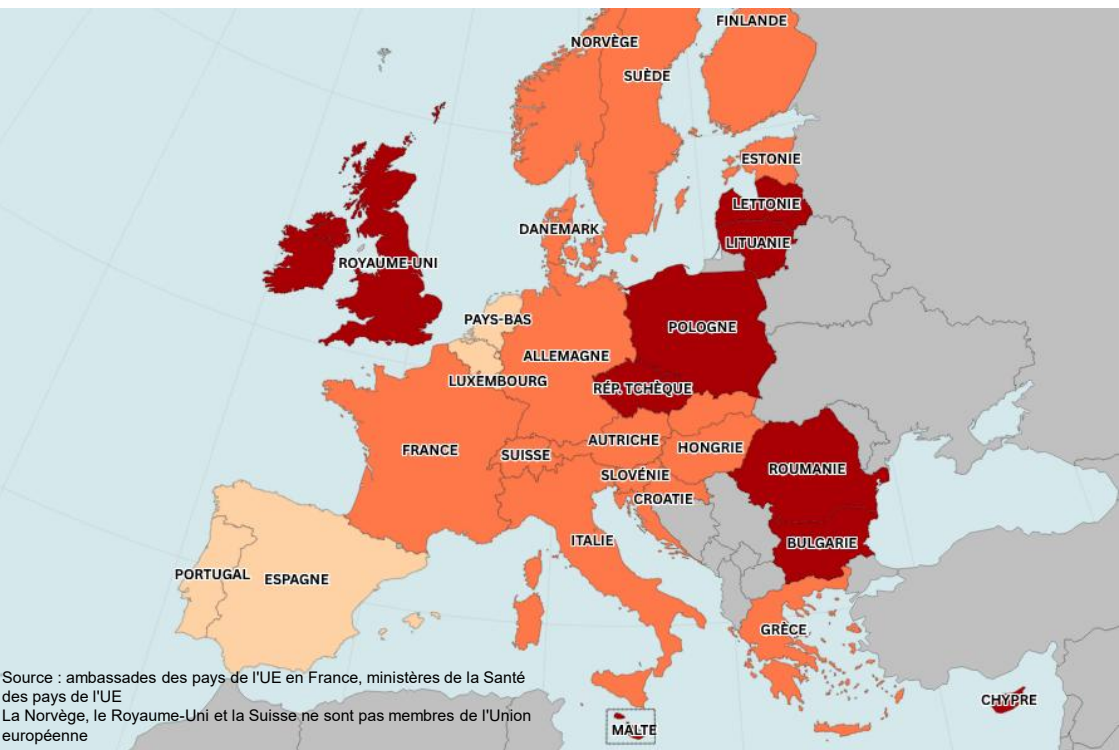 FINLANDE
NORVÈGE
SUÈDE
ESTONIE
LETTONIE
DANEMARK
LITUANIE
ROYAUME-UNI
PAYS-BAS
POLOGNE
ALLEMAGNE
LUXEMBOURG
RÉP. TCHÈQUE
FRANCE
SUISSE
AUTRICHE
HONGRIE
ROUMANIE
SLOVÉNIE
CROATIE
ITALIE
BULGARIE
PORTUGAL
ESPAGNE
GRÈCE
Source : ambassades des pays de l'UE en France, ministères de la Santé
des pays de l'UE
La Norvège, le Royaume-Uni et la Suisse ne sont pas membres de l'Union
européenne
CHYPRE
MALTE